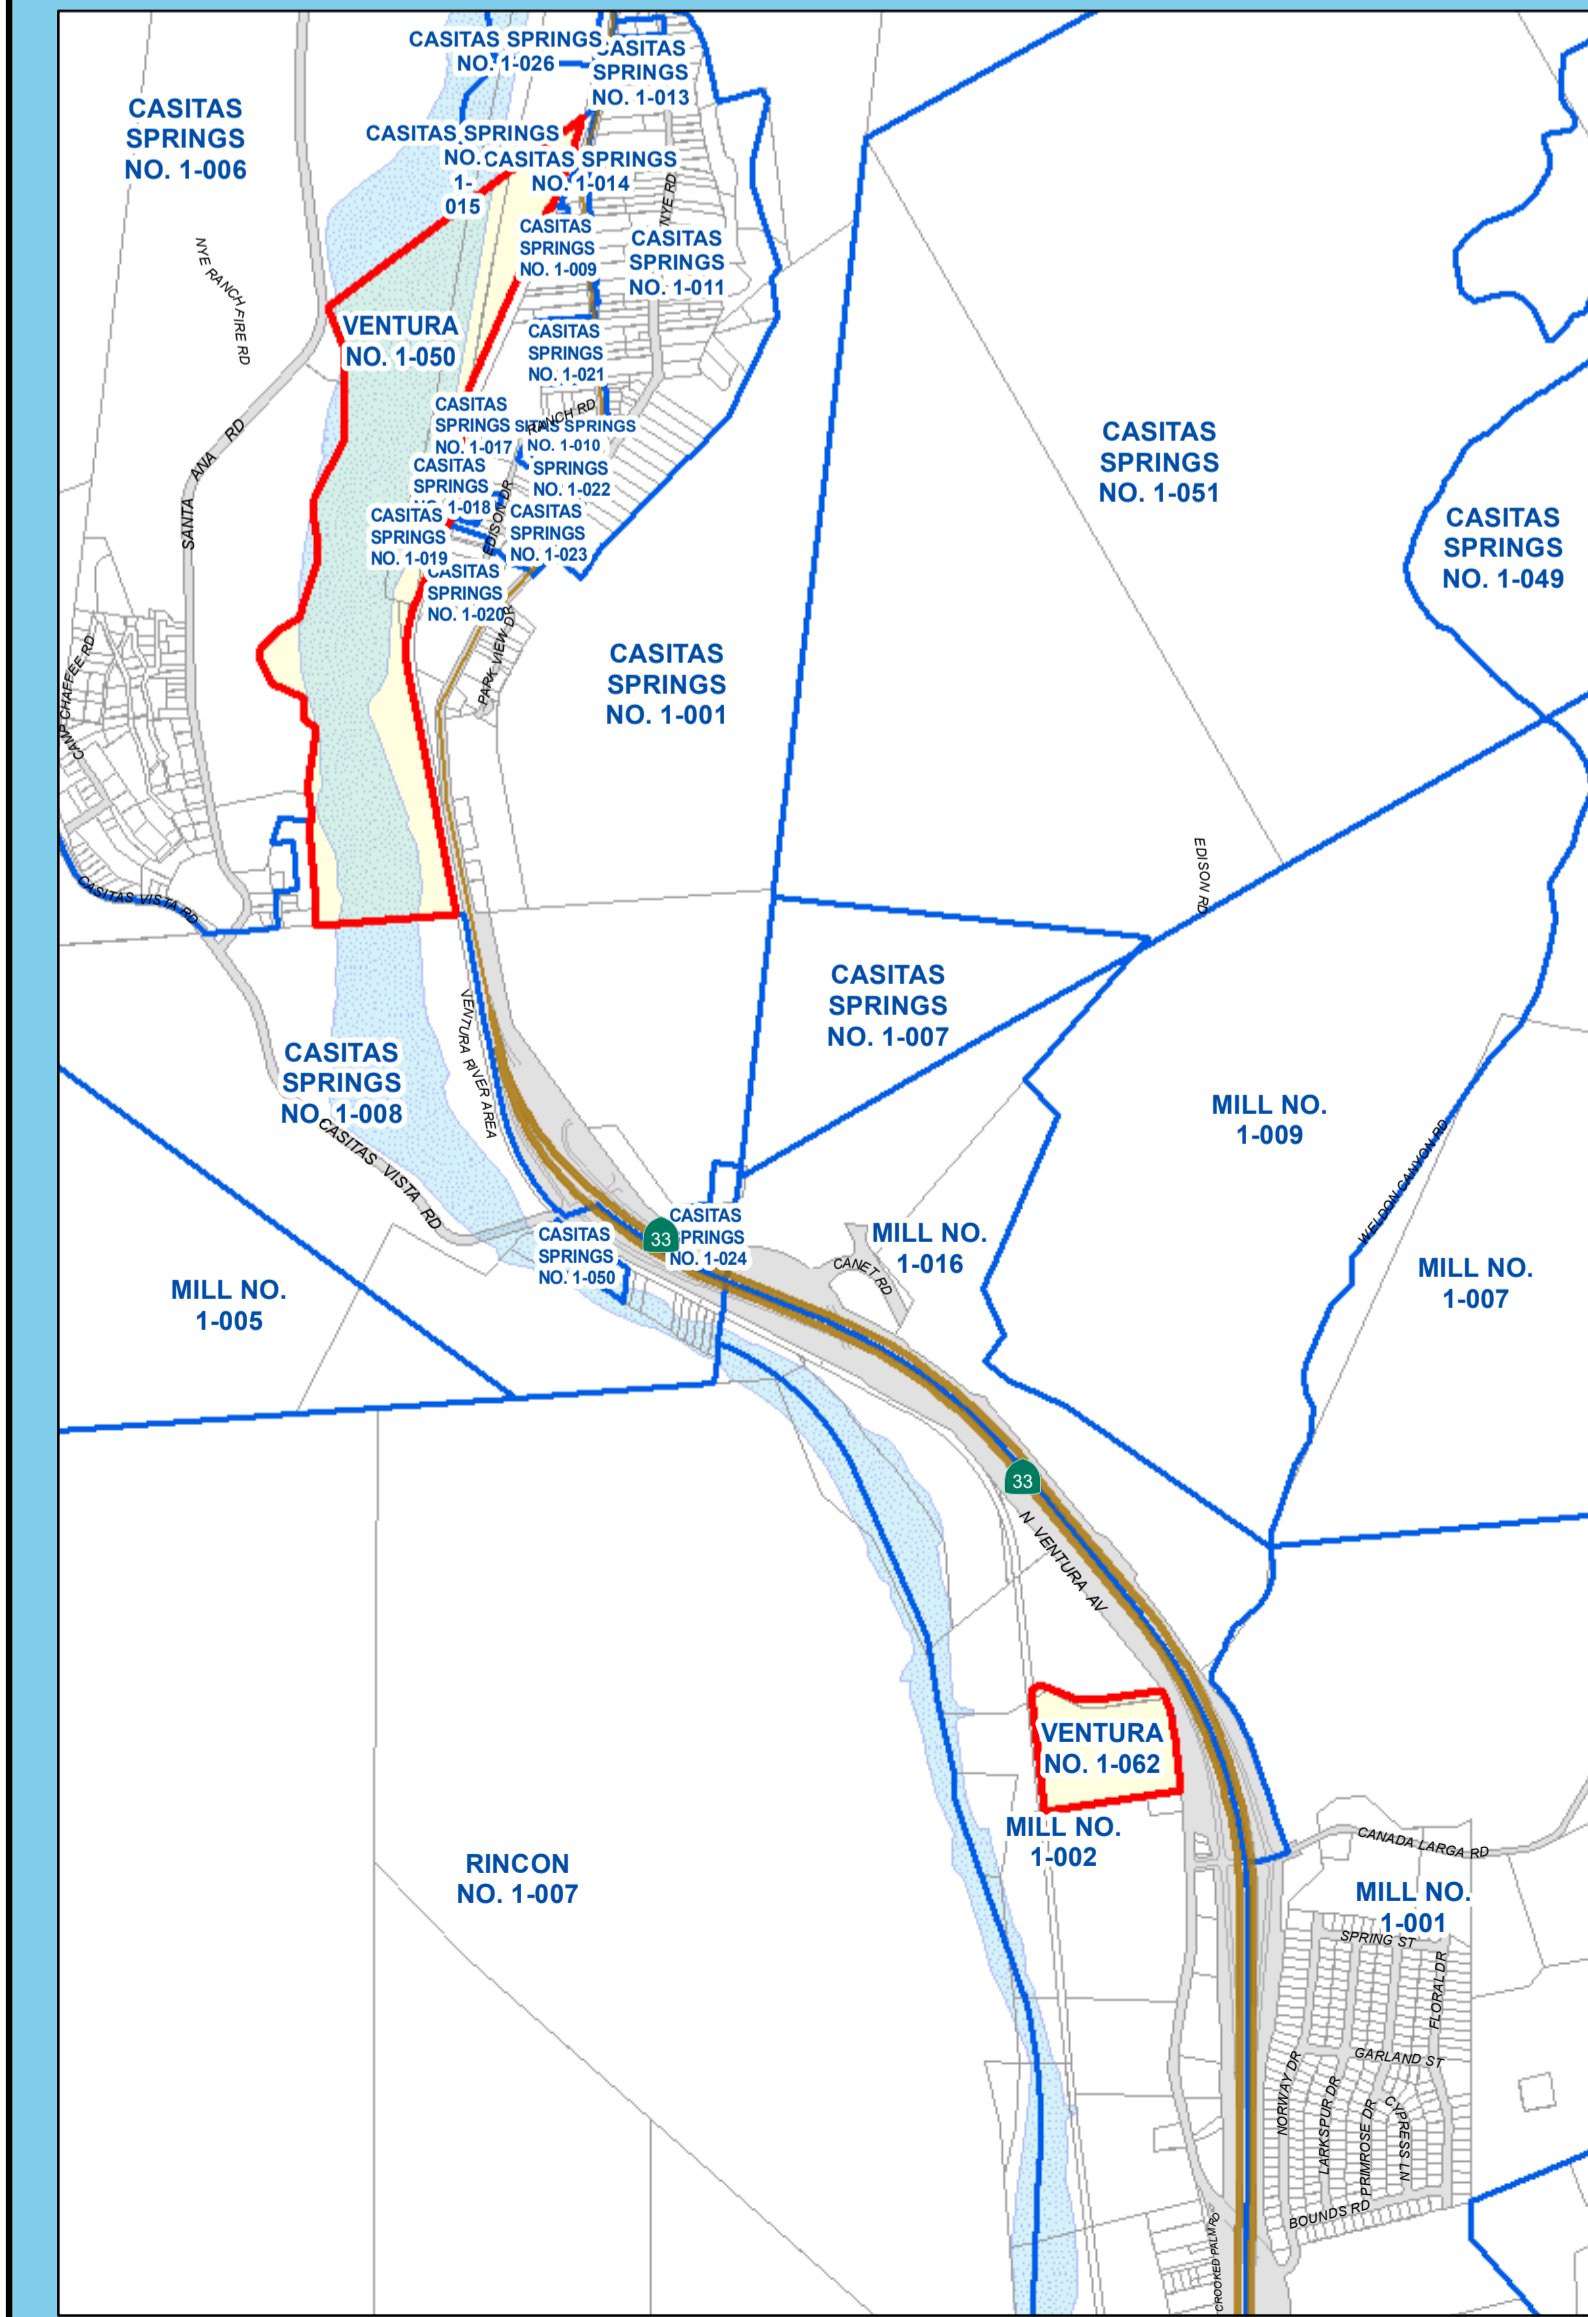 CASITAS SPRINGS
NO. 1-026
CASITAS
SPRINGS
NO. 1-013
CASITAS
SPRINGS
NO. 1-006
CASITAS SPRINGS
NO.
1-
015
CASITAS SPRINGS
NO. 1-014
NYE RD
CASITAS
SPRINGS
NO. 1-009
CASITAS
SPRINGS
NO. 1-011
NYE RANCH FIRE RD
VENTURA
NO. 1-050
CASITAS
SPRINGS
NO. 1-021
CASITAS
SPRINGS
NO. 1-017
RANCH RD
SITAS SPRINGS
NO. 1-010
CASITAS
SPRINGS
NO. 1-051
SANTA ANA RD
CASITAS
SPRINGS
1-018
SPRINGS
NO. 1-022
EDISON DR
CASITAS
SPRINGS
NO. 1-019
CASITAS
SPRINGS
NO. 1-023
CASITAS
SPRINGS
NO. 1-049
CASITAS
SPRINGS
NO. 1-020
PARK VIEW DR
CAMP CHAFFEE RD
CASITAS
SPRINGS
NO. 1-001
EDISON RD
CASITAS VISTA RD
CASITAS
SPRINGS
NO. 1-007
VENTURA RIVER AREA
CASITAS
SPRINGS
NO. 1-008
CASITAS VISTA RD
MILL NO.
1-009
WELDON CANYON RD
33
CASITAS
SPRINGS
NO. 1-024
CASITAS
SPRINGS
NO. 1-050
MILL NO.
1-016
CANET RD
MILL NO.
1-005
MILL NO.
1-007
33
N VENTURA AV
VENTURA
NO. 1-062
MILL NO.
1-002
CANADA LARGA RD
RINCON
NO. 1-007
MILL NO.
1-001
SPRING ST
FLORAL DR
GARLAND ST
NORWAY DR
LARKSPUR DR
PRIMROSE DR
CYPRESS LN
BOUNDS RD
CROOKED PALM RD